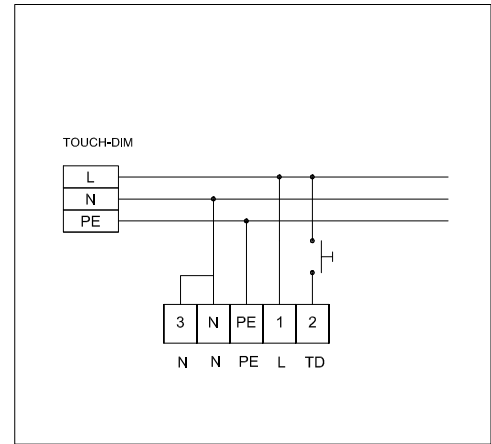 TOUCH-DIM
L
N
PE
3 N PE 1 2
N N PE L TD